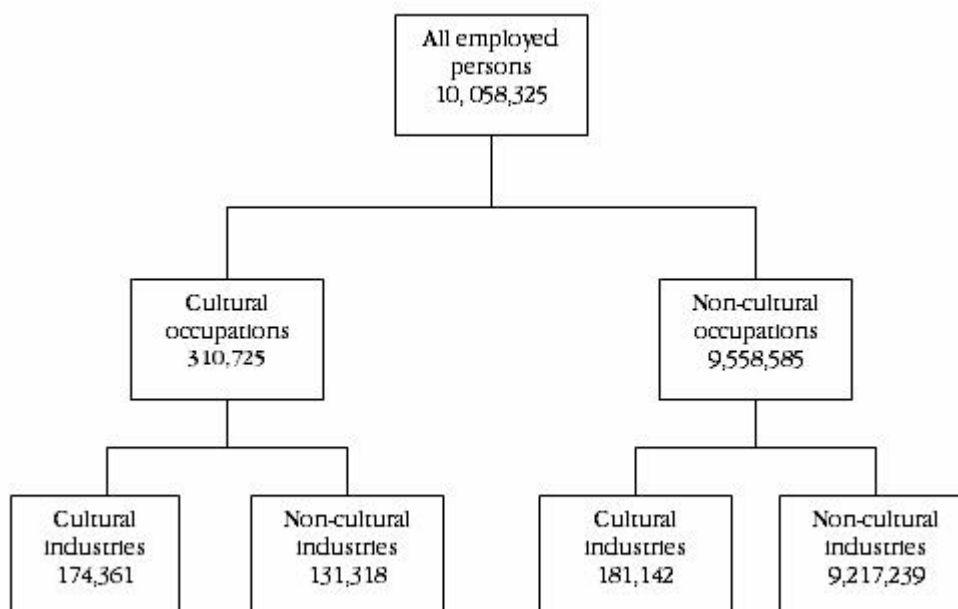 All employed
persons
10, 058,325
Cultural
occupations
310,725
Non-cultural
occupations
9,558,585
Cultural
industries
174,361
Non-cultural
industries
131,318
Cultural
industries
181,142
Non-cultural
industries
9,217,239